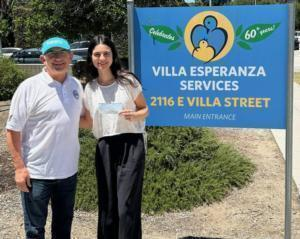 Celebrates 60+ years!
VILLA ESPERANZA
SERVICES
2116 E VILLA STREET
MAIN ENTRANCE